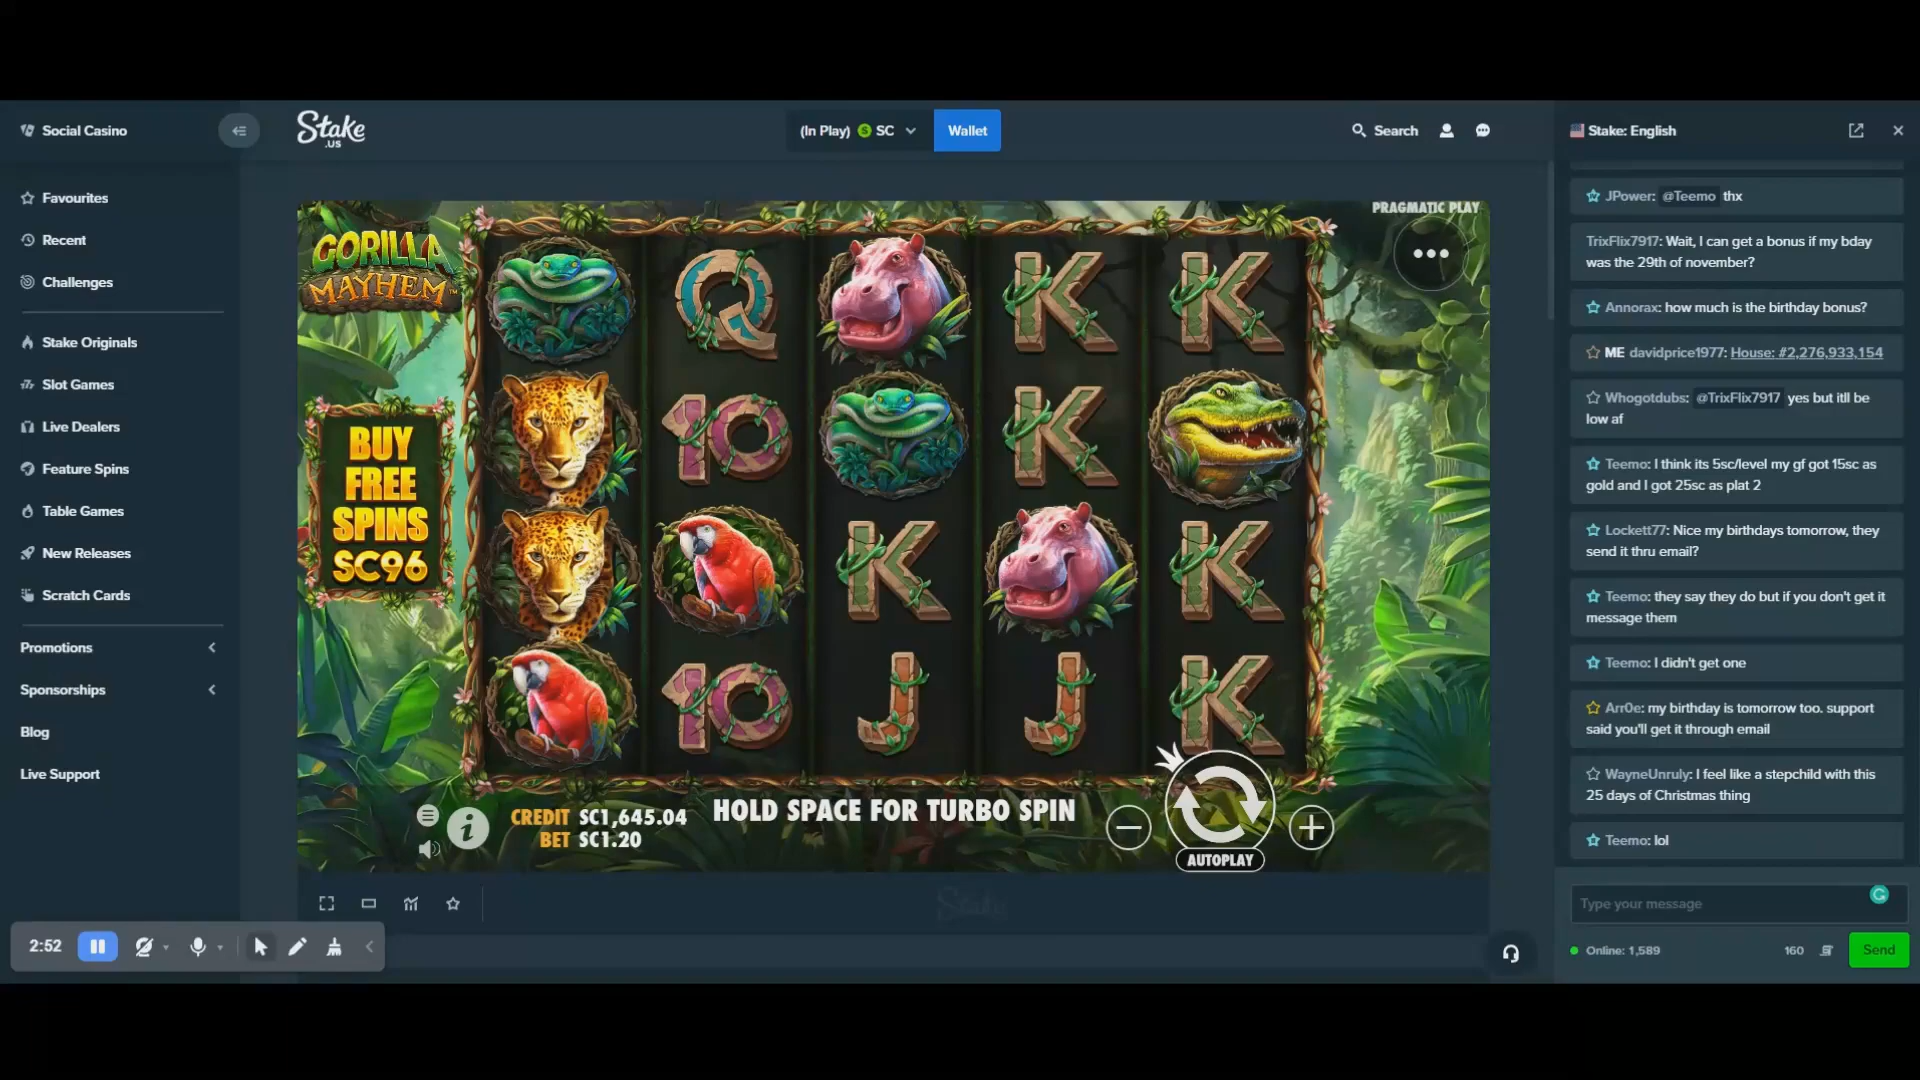 Social Casino
Stake
.US
(In Play) SC
Wallet
Search
Stake: English
Favourites
Recent
Challenges
Stake Originals
Slot Games
Live Dealers
Feature Spins
Table Games
New Releases
Scratch Cards
Promotions
Sponsorships
Blog
Live Support
PRAGMATIC PLAY
GORILLA
MAYHEM™
BUY
FREE
SPINS
SC96
Q K K
10 K
K K
10 J J K
CREDIT SC1,645.04
BET SC1.20
HOLD SPACE FOR TURBO SPIN
AUTOPLAY
Stake
2:52
JPower: @Teemo thx
TrixFlix7917: Wait, I can get a bonus if my bday
was the 29th of november?
Annorax: how much is the birthday bonus?
ME davidprice1977: House: #2,276,933,154
Whogotdubs: @TrixFlix7917 yes but itll be
low af
Teemo: I think its 5sc/level my gf got 15sc as
gold and I got 25sc as plat 2
Lockett77: Nice my birthdays tomorrow, they
send it thru email?
Teemo: they say they do but if you don't get it
message them
Teemo: I didn't get one
Arr0e: my birthday is tomorrow too. support
said you'll get it through email
WayneUnruly: I feel like a stepchild with this
25 days of Christmas thing
Teemo: lol
Type your message
Online: 1,589
160
Send